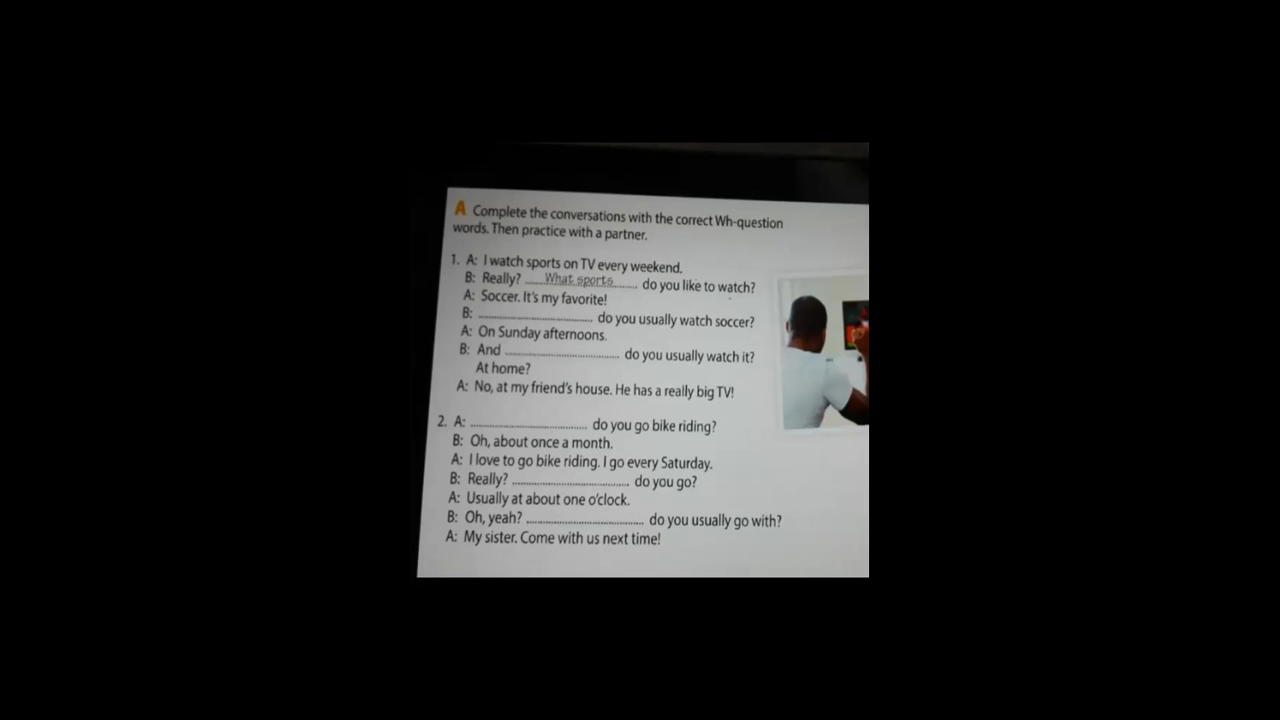 A Complete the conversations with the correct Wh-question
words. Then practice with a partner.
1. A: I watch sports on TV every weekend.
B: Really? What sports do you like to watch?
A: Soccer. It's my favorite!
B: ........ do you usually watch soccer?
A: On Sunday afternoons.
B: And ........ do you usually watch it?
At home?
A: No, at my friend's house. He has a really big TV!
2. A: ........ do you go bike riding?
B: Oh, about once a month.
A: I love to go bike riding. I go every Saturday.
B: Really? ........ do you go?
A: Usually at about one o'clock.
B: Oh, yeah? ........ do you usually go with?
A: My sister. Come with us next time!